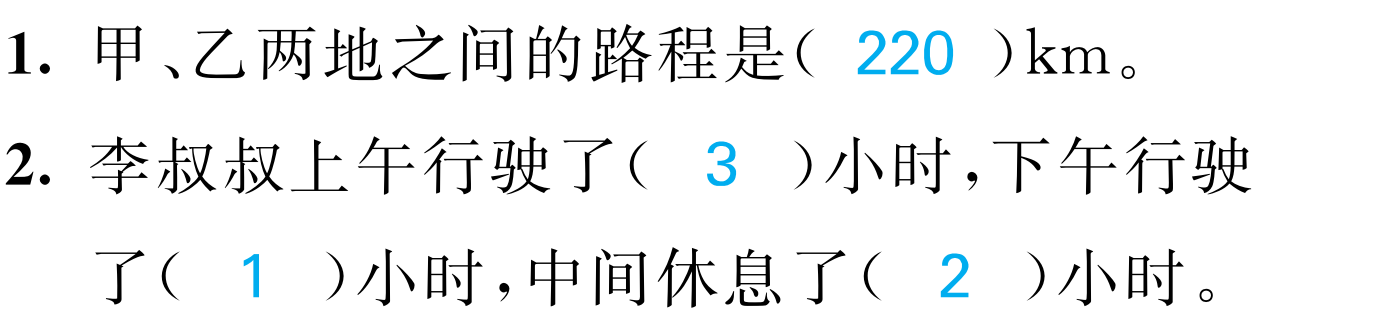 1. 甲、乙两地之间的路程是( 220 )km。
2. 李叔叔上午行驶了( 3 )小时,下午行驶
了( 1 )小时,中间休息了( 2 )小时。